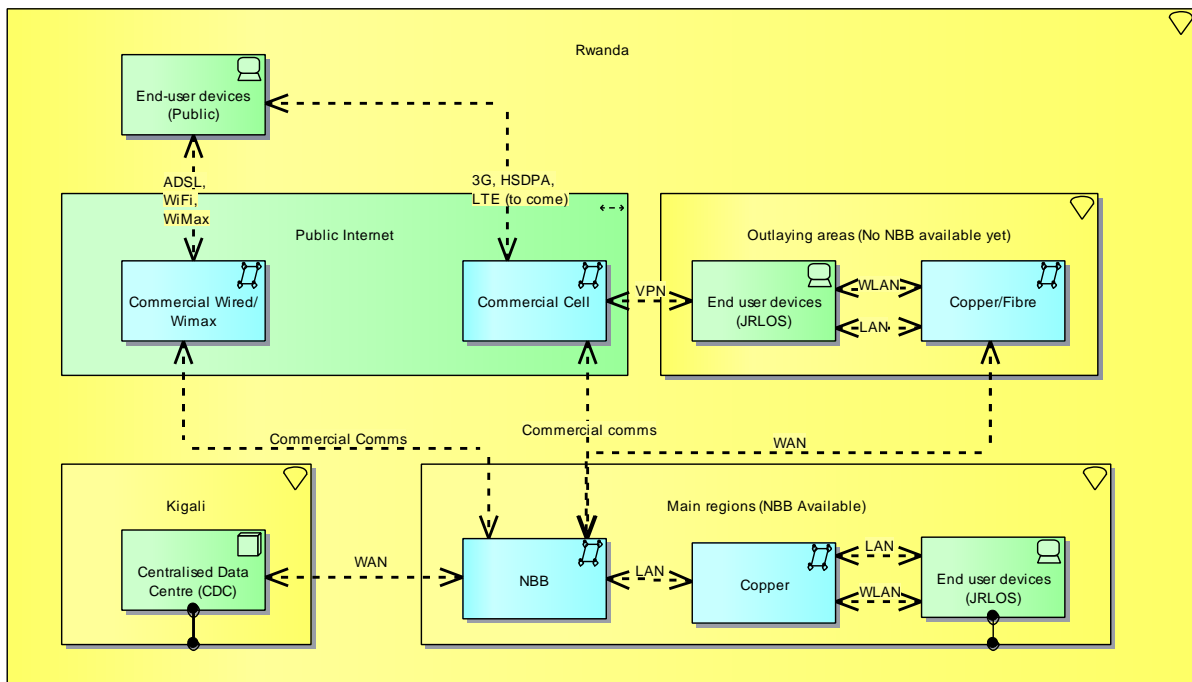 Rwanda
End-user devices
(Public)
ADSL,
WiFi,
WiMax
3G, HSDPA,
LTE (to come)
Public Internet
Outlaying areas (No NBB available yet)
Commercial Wired/
Wimax
Commercial Cell
VPN
End user devices
(JRLOS)
WLAN
LAN
Copper/Fibre
Commercial Comms
Commercial comms
WAN
Kigali
Main regions (NBB Available)
Centralised Data
Centre (CDC)
WAN
NBB
LAN
Copper
LAN
WLAN
End user devices
(JRLOS)